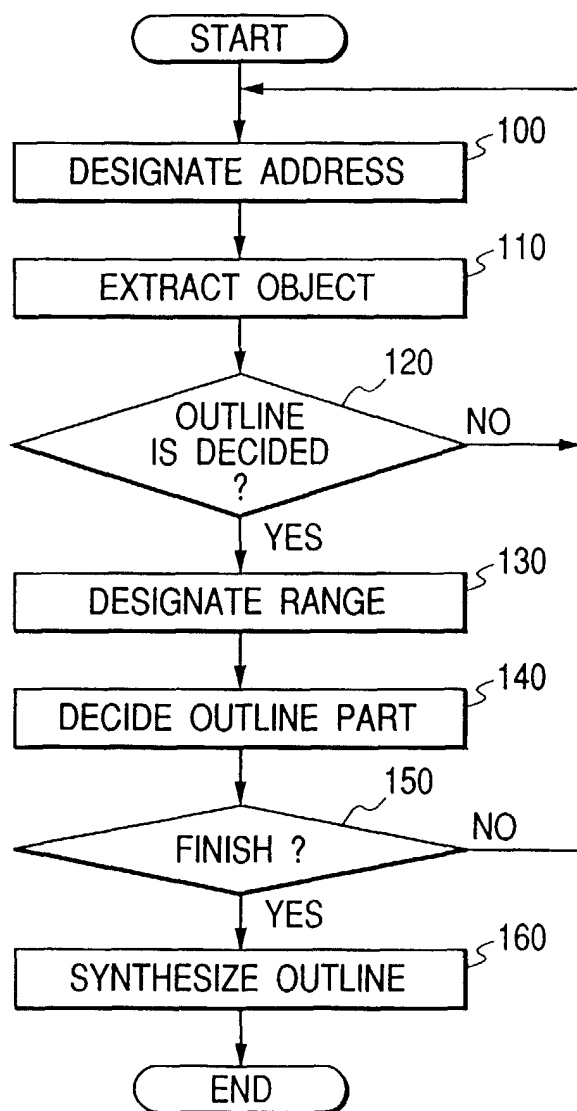 START
100
DESIGNATE ADDRESS
110
EXTRACT OBJECT
120
OUTLINE
IS DECIDED
?
NO
YES
130
DESIGNATE RANGE
140
DECIDE OUTLINE PART
150
FINISH ?
NO
YES
160
SYNTHESIZE OUTLINE
END